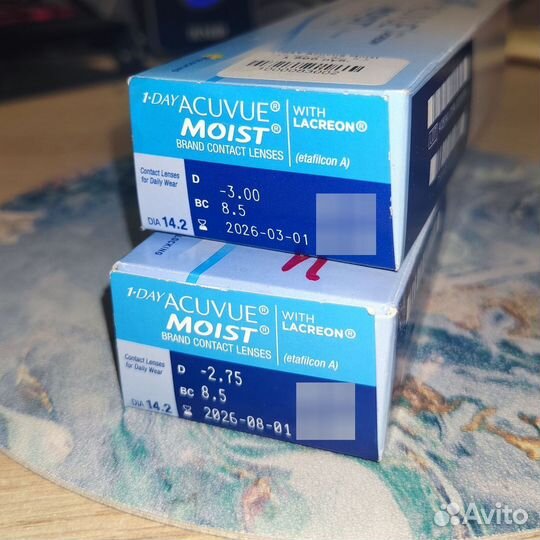 1·DAY ACUVUE®
MOIST®
BRAND CONTACT LENSES
WITH
LACREON®
(etafilcon A)
Contact Lenses
for Daily Wear
D -3.00
BC 8.5
DIA 14.2
2026-03-01
1·DAY ACUVUE®
MOIST®
BRAND CONTACT LENSES
WITH
LACREON®
(etafilcon A)
Contact Lenses
for Daily Wear
D -2.75
BC 8.5
DIA 14.2
2026-08-01
Avito